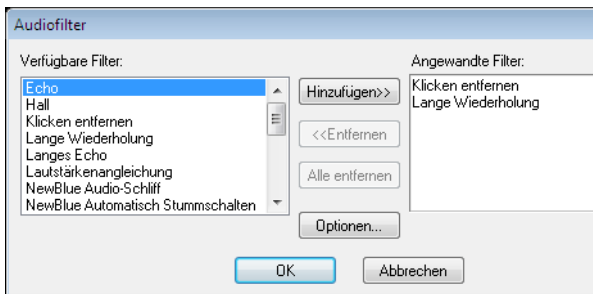 Audiofilter
Verfügbare Filter:
Echo
Hall
Klicken entfernen
Lange Wiederholung
Langes Echo
Lautstärkenangleichung
NewBlue Audio-Schliff
NewBlue Automatisch Stummschalten
Hinzufügen>>
<<Entfernen
Alle entfernen
Optionen...
Angewandte Filter:
Klicken entfernen
Lange Wiederholung
OK
Abbrechen